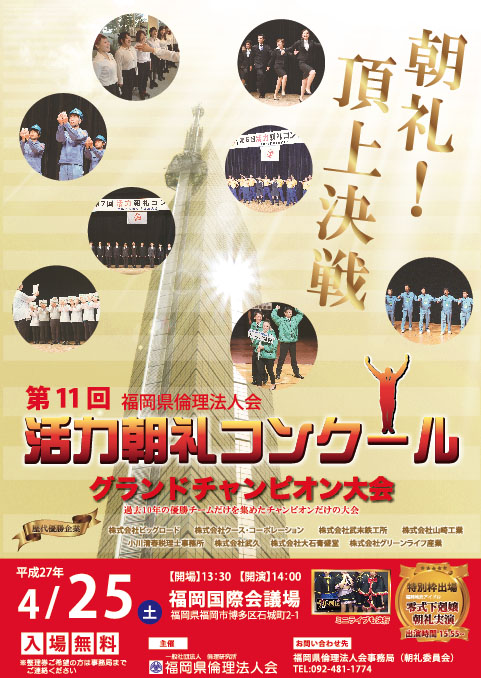 朝礼!
頂上決戦
第11回 福岡県倫理法人会
活力朝礼コンクール
グランドチャンピオン大会
過去10年の優勝チームだけを集めたチャンピオンだけの大会
歴代優勝企業
株式会社ビッグロード 株式会社ケース・コーポレーション 株式会社武末鉄工所 株式会社山崎工業
小川清春税理士事務所 株式会社武久 株式会社大石膏盛堂 株式会社グリーンライフ産業
平成27年
4/25 土
【開場】13:30 【開演】14:00
福岡国際会議場
福岡県福岡市博多区石城町2-1
ミニライブも決行
特別枠出場
零式下剋嬢
朝礼実演
出演時間 15:55~
入場無料
※整理券ご希望の方は事務局まで
ご連絡ください
主催
一般社団法人 倫理研究所
福岡県倫理法人会
お問い合わせ先
福岡県倫理法人会事務局(朝礼委員会)
TEL:092-481-1774